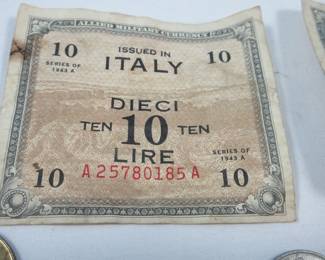 ALLIED MILITARY CURRENCY
10 ISSUED IN 10
ITALY
SERIES OF
1943 A
DIECI
TEN 10 TEN
LIRE
SERIES OF
1943 A
10 A 25780185 A 10